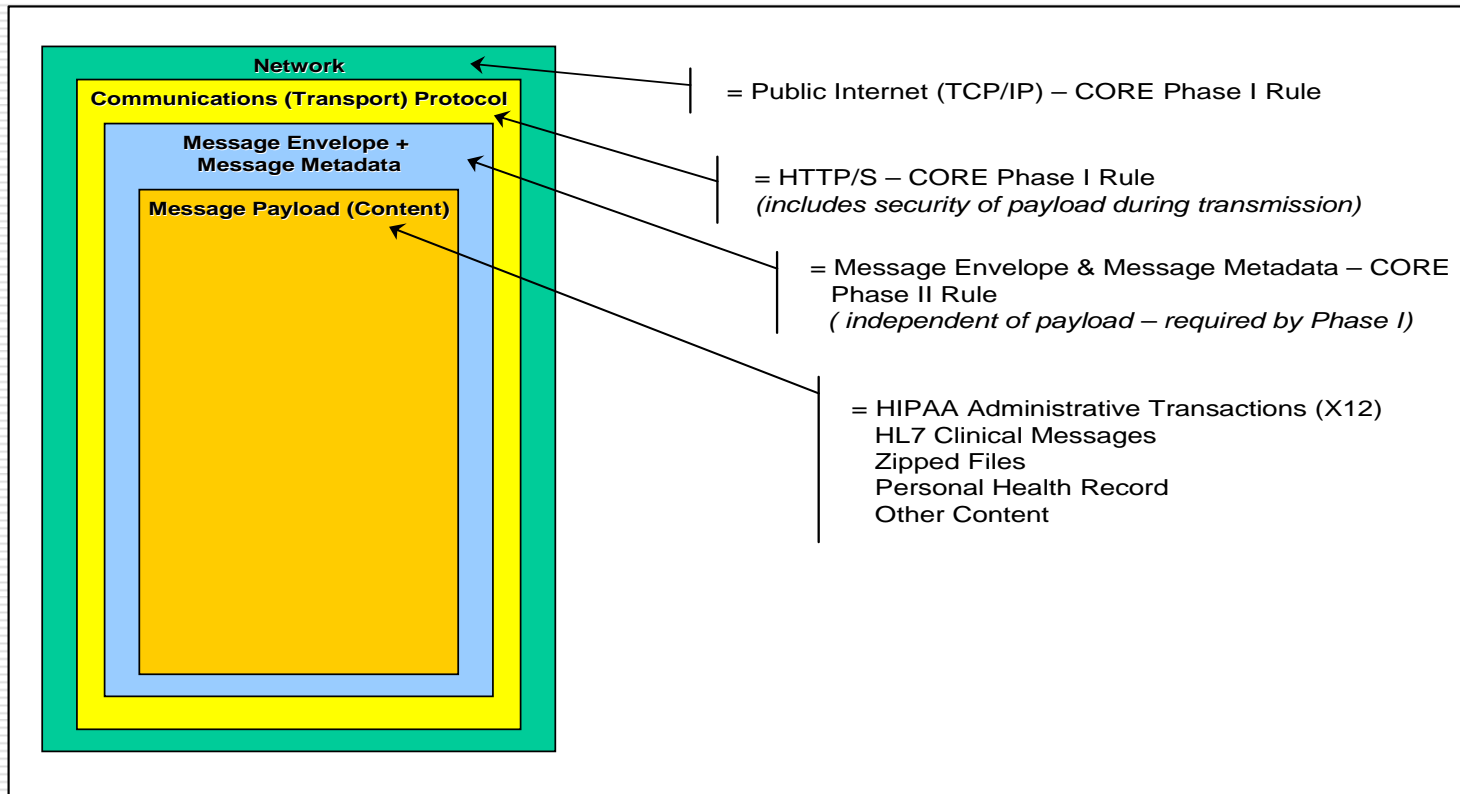 Network
Communications (Transport) Protocol
Message Envelope +
Message Metadata
Message Payload (Content)
= Public Internet (TCP/IP) – CORE Phase I Rule
= HTTP/S – CORE Phase I Rule
(includes security of payload during transmission)
= Message Envelope & Message Metadata – CORE
Phase II Rule
( independent of payload – required by Phase I)
= HIPAA Administrative Transactions (X12)
HL7 Clinical Messages
Zipped Files
Personal Health Record
Other Content